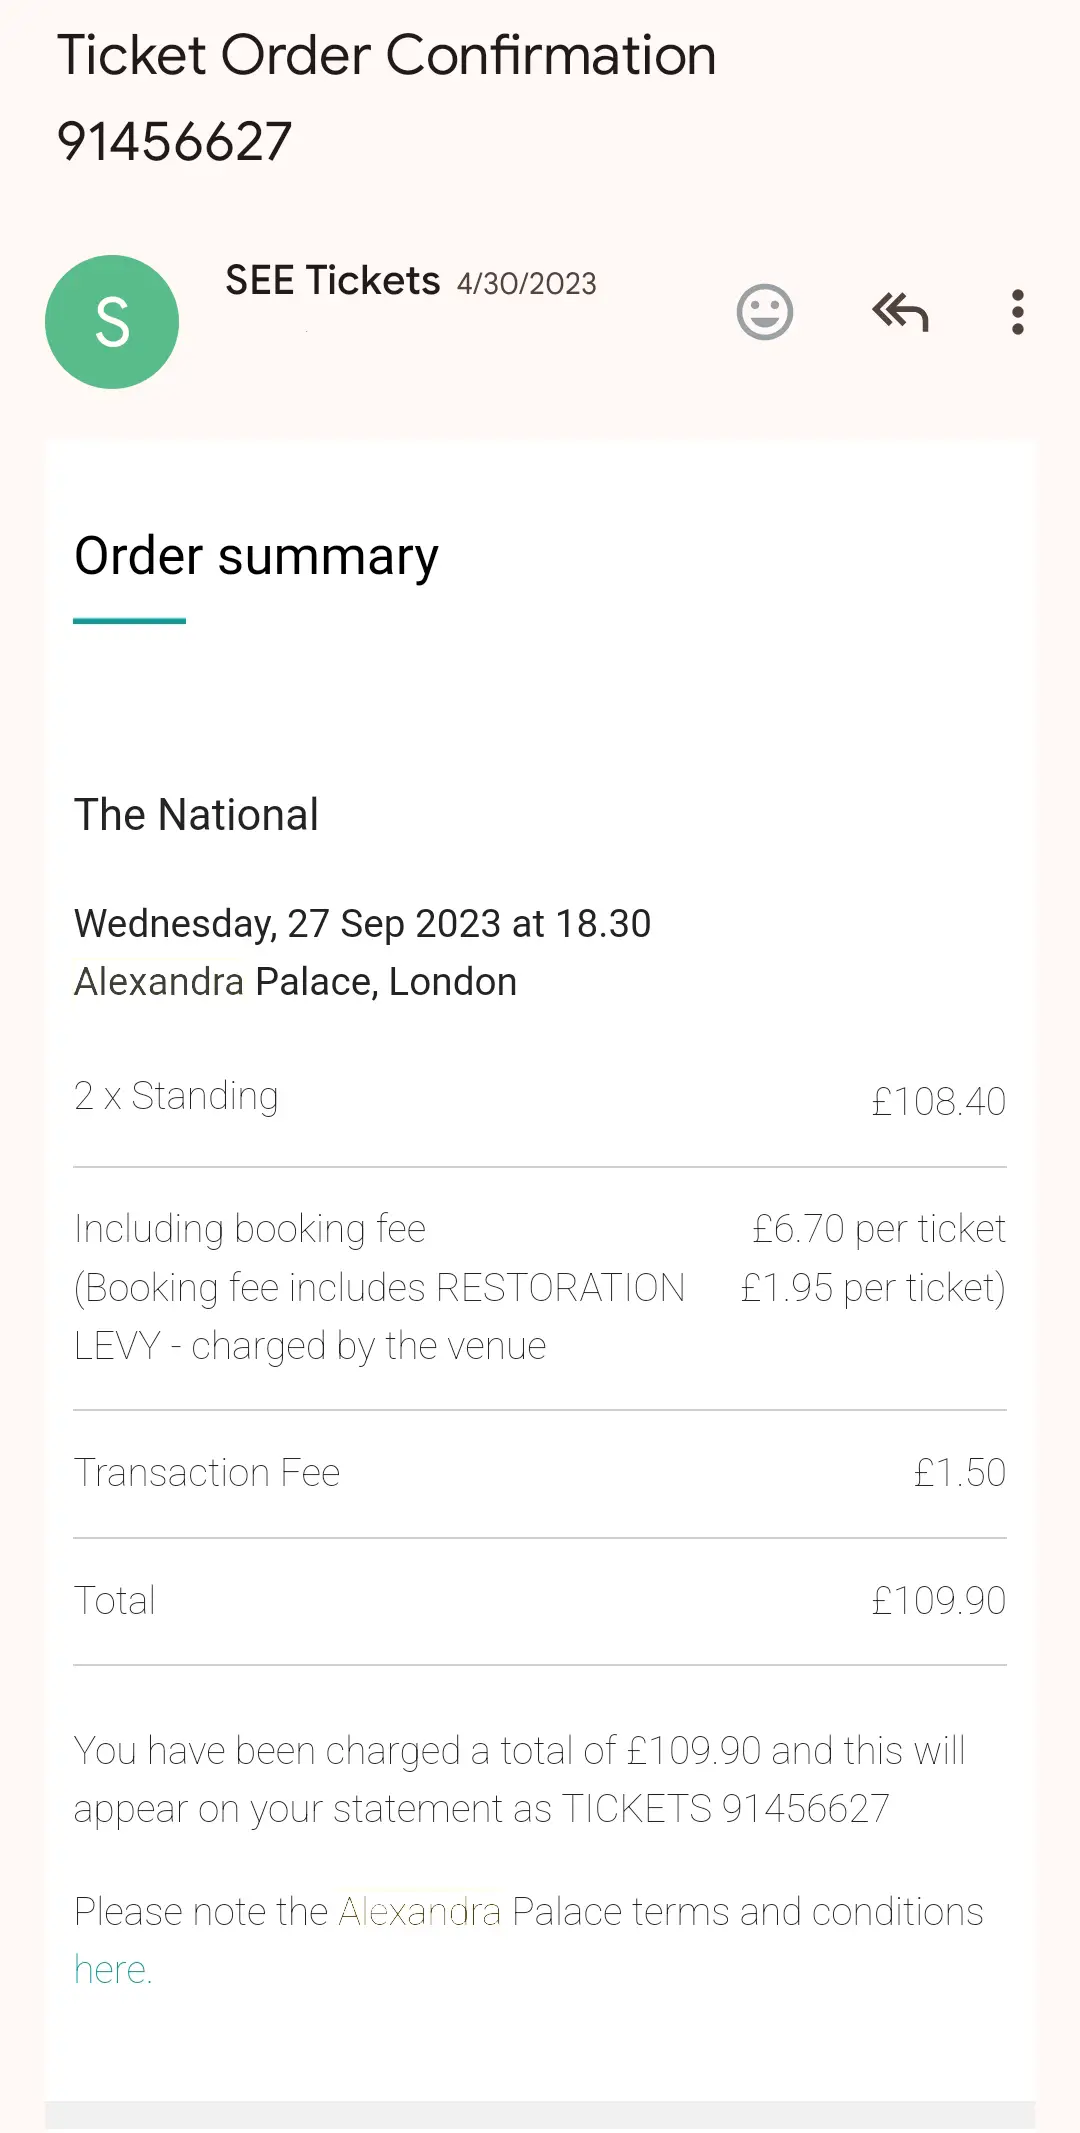 Ticket Order Confirmation
91456627
S
SEE Tickets 4/30/2023
Order summary
The National
Wednesday, 27 Sep 2023 at 18.30
Alexandra Palace, London
2 x Standing £108.40
Including booking fee £6.70 per ticket
(Booking fee includes RESTORATION £1.95 per ticket)
LEVY - charged by the venue
Transaction Fee £1.50
Total £109.90
You have been charged a total of £109.90 and this will
appear on your statement as TICKETS 91456627
Please note the Alexandra Palace terms and conditions
here.